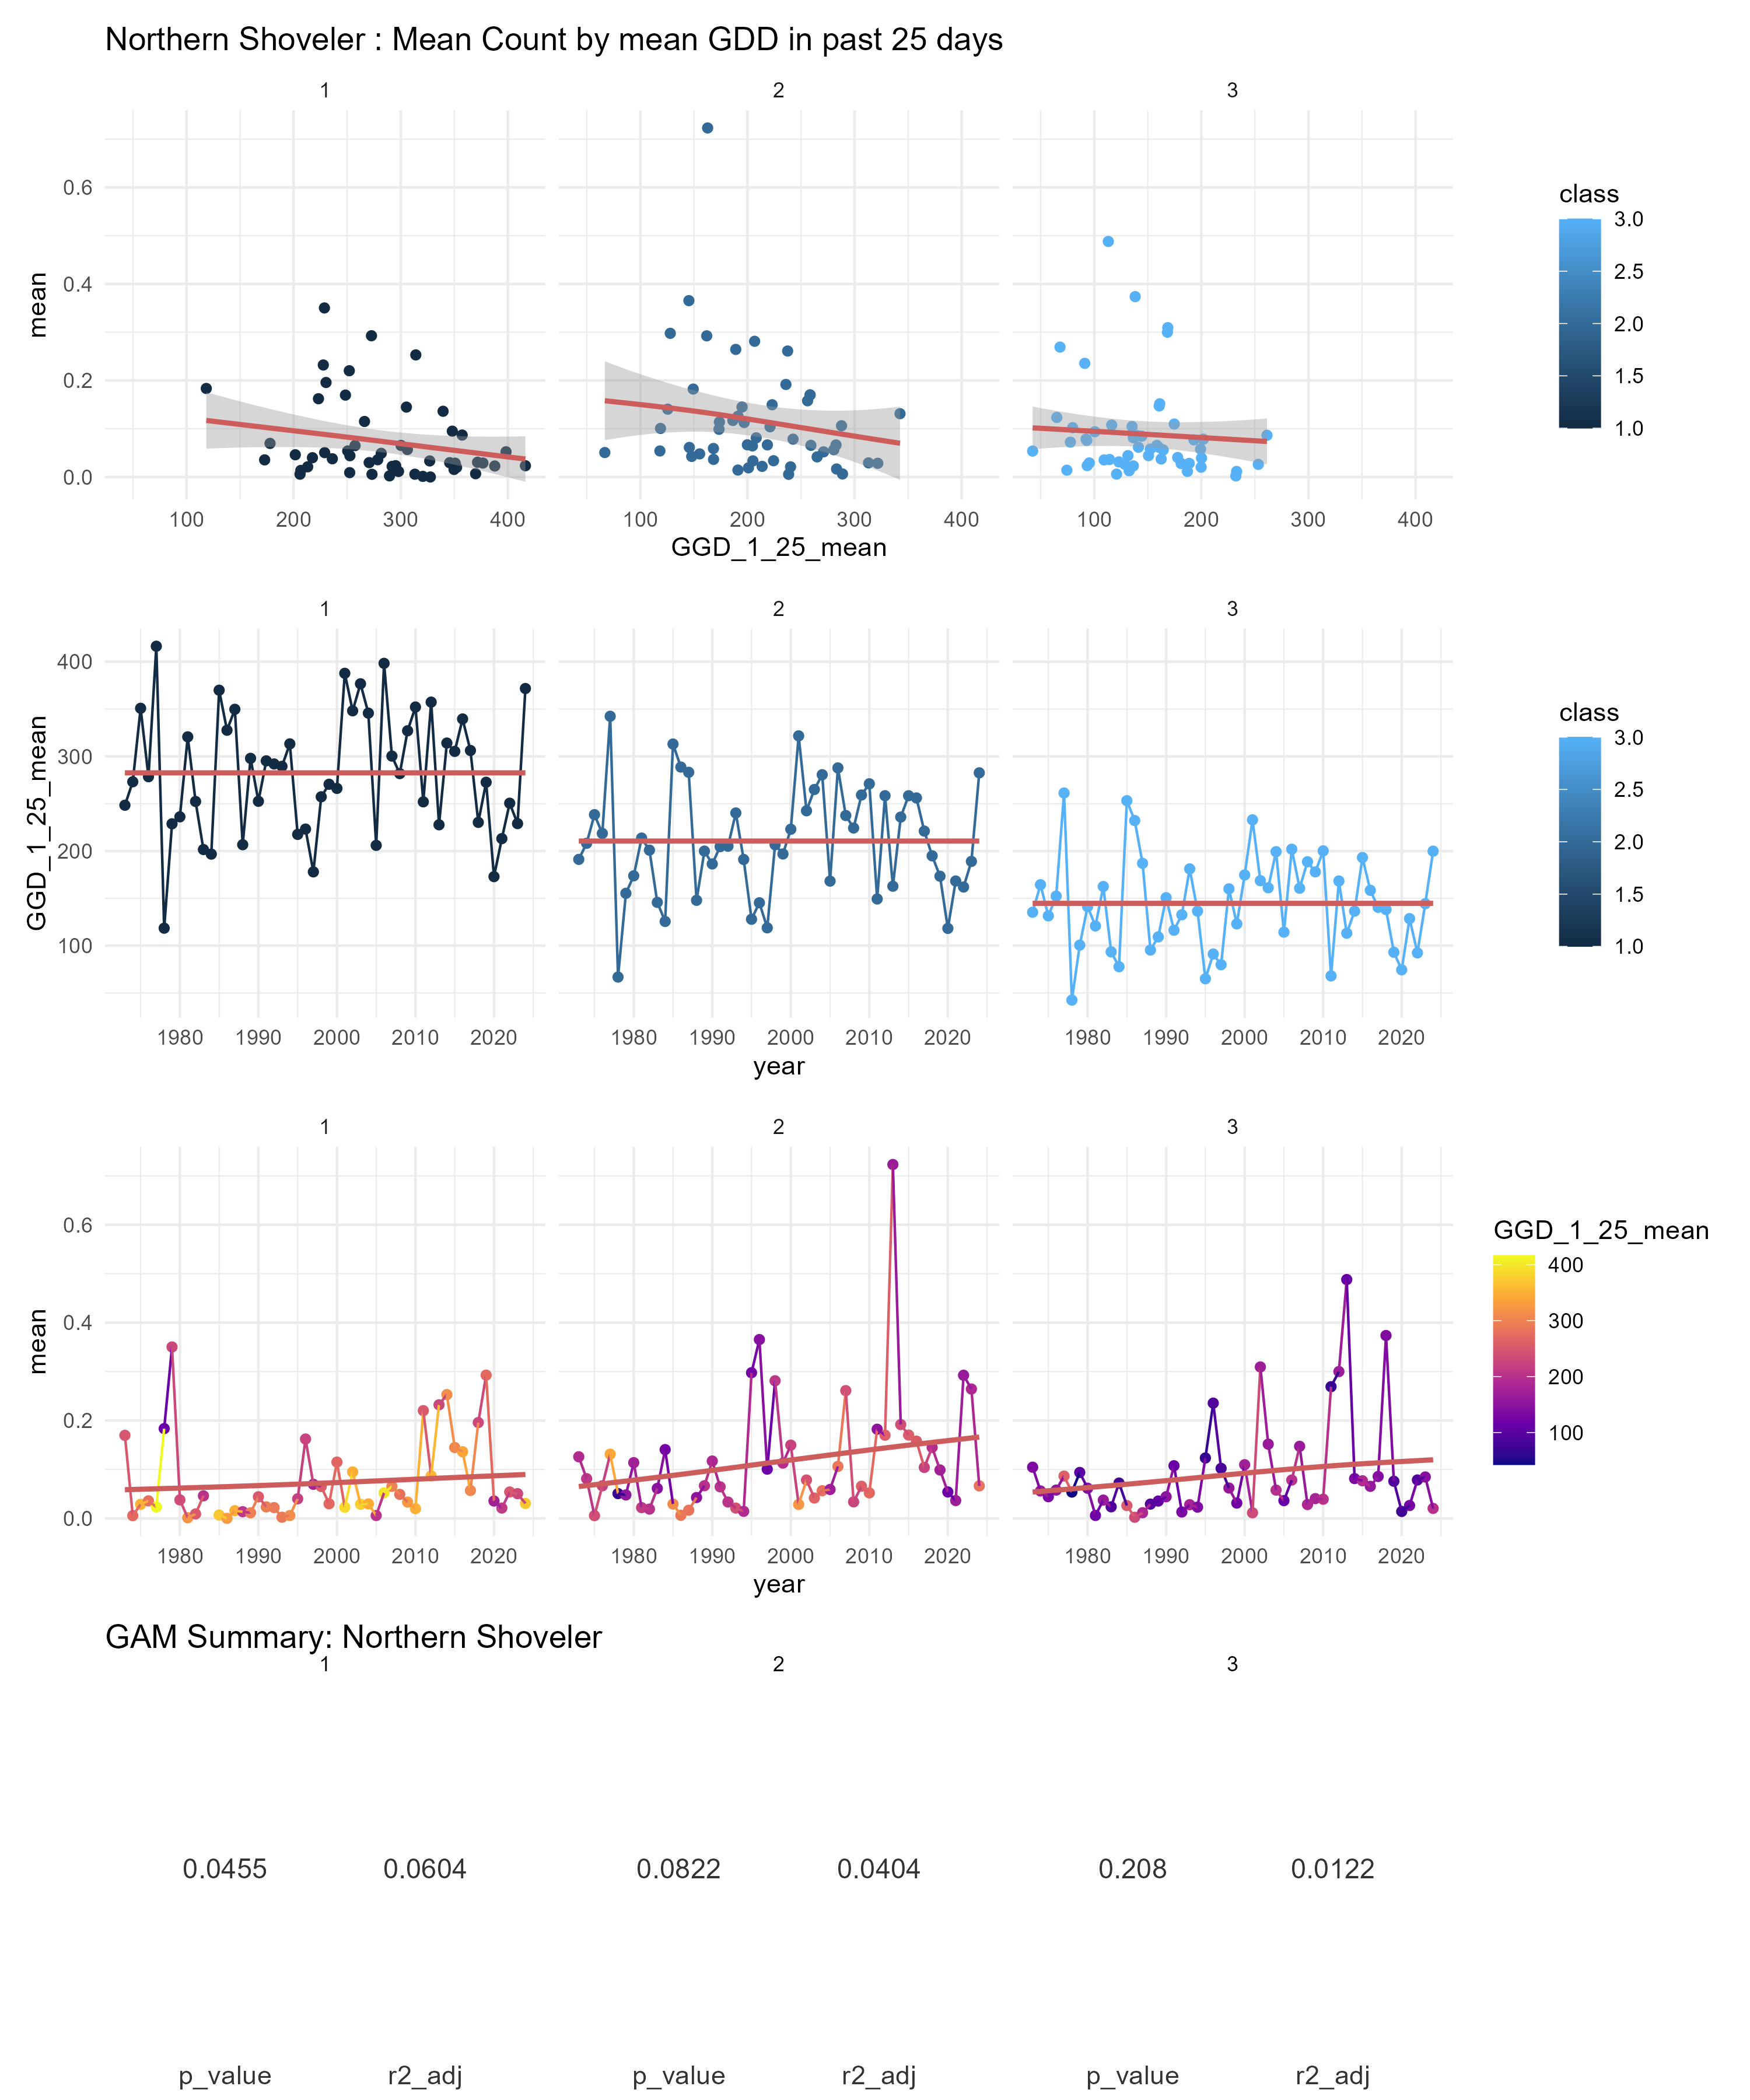 Northern Shoveler : Mean Count by mean GDD in past 25 days
1 2 3
0.6
0.4
0.2
0.0
mean
100 200 300 400 100 200 300 400 100 200 300 400
GGD_1_25_mean
class
3.0
2.5
2.0
1.5
1.0
1 2 3
400
300
200
100
GGD_1_25_mean
1980 1990 2000 2010 2020 1980 1990 2000 2010 2020 1980 1990 2000 2010 2020
year
class
3.0
2.5
2.0
1.5
1.0
1 2 3
0.6
0.4
0.2
0.0
mean
1980 1990 2000 2010 2020 1980 1990 2000 2010 2020 1980 1990 2000 2010 2020
year
GGD_1_25_mean
400
300
200
100
GAM Summary: Northern Shoveler
1 2 3
0.0455 0.0604 0.0822 0.0404 0.208 0.0122
p_value r2_adj p_value r2_adj p_value r2_adj